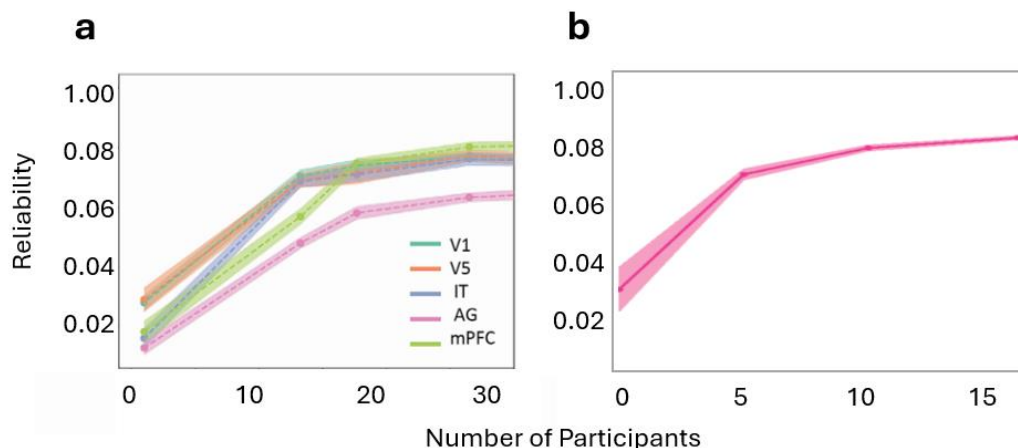 a
1.00
0.08
0.06
0.04
0.02
Reliability
V1
V5
IT
AG
mPFC
0 10 20 30
b
1.00
0.08
0.06
0.04
0.02
0 5 10 15
Number of Participants